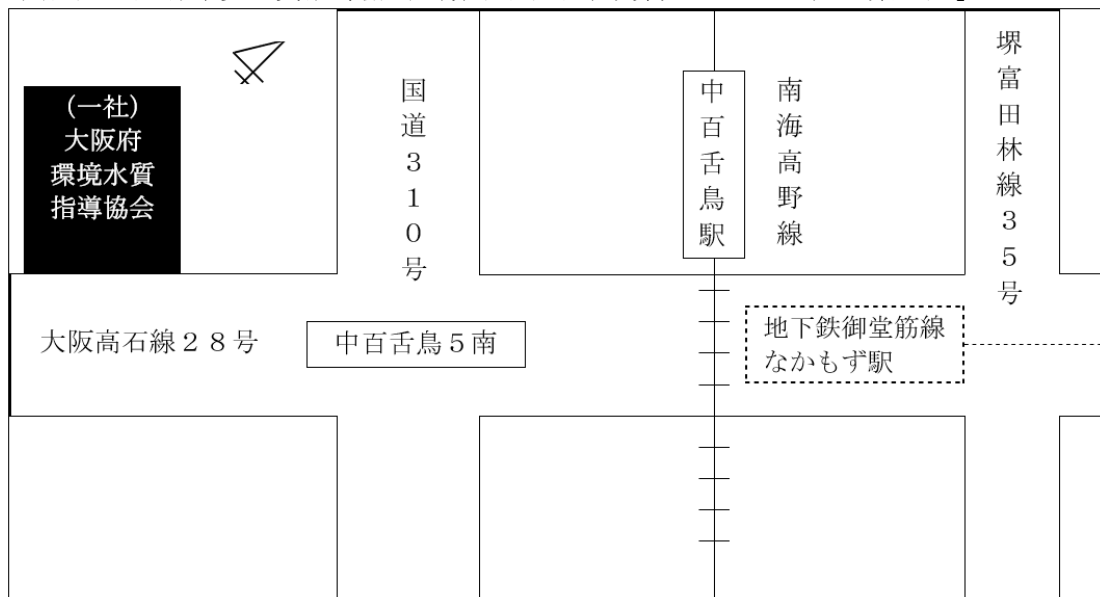 （一社）
大阪府
環境水質
指導協会
国道３１０号
中百舌鳥駅
南海高野線
堺富田林線３５号
大阪高石線２８号
中百舌鳥５南
地下鉄御堂筋線
なかもず駅